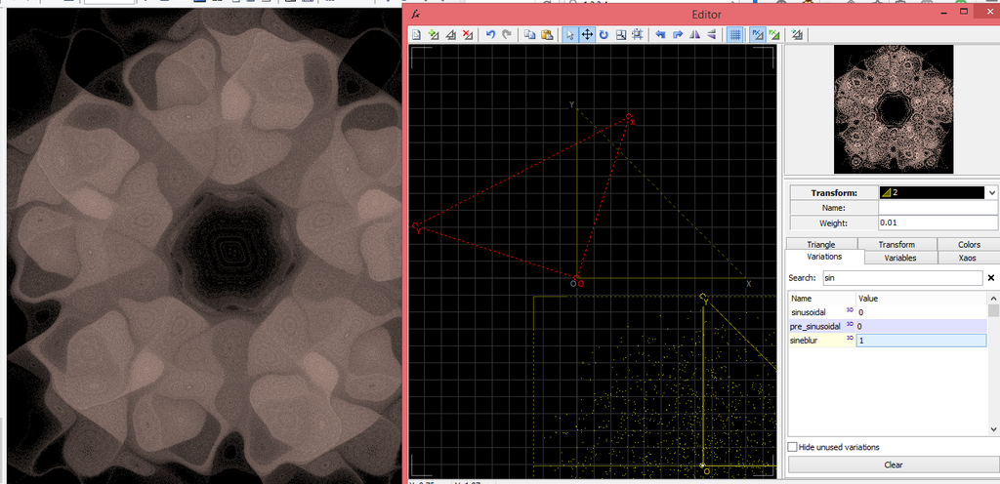 Editor
Y
X
Y
O O
X
Y
O
Transform:
2
Name:
Weight:
0.01
Triangle
Transform
Colors
Variations
Variables
Xaos
Search:
sin
Name
Value
sinusoidal 3D 0
pre_sinusoidal 3D 0
sineblur 3D 1
Hide unused variations
Clear